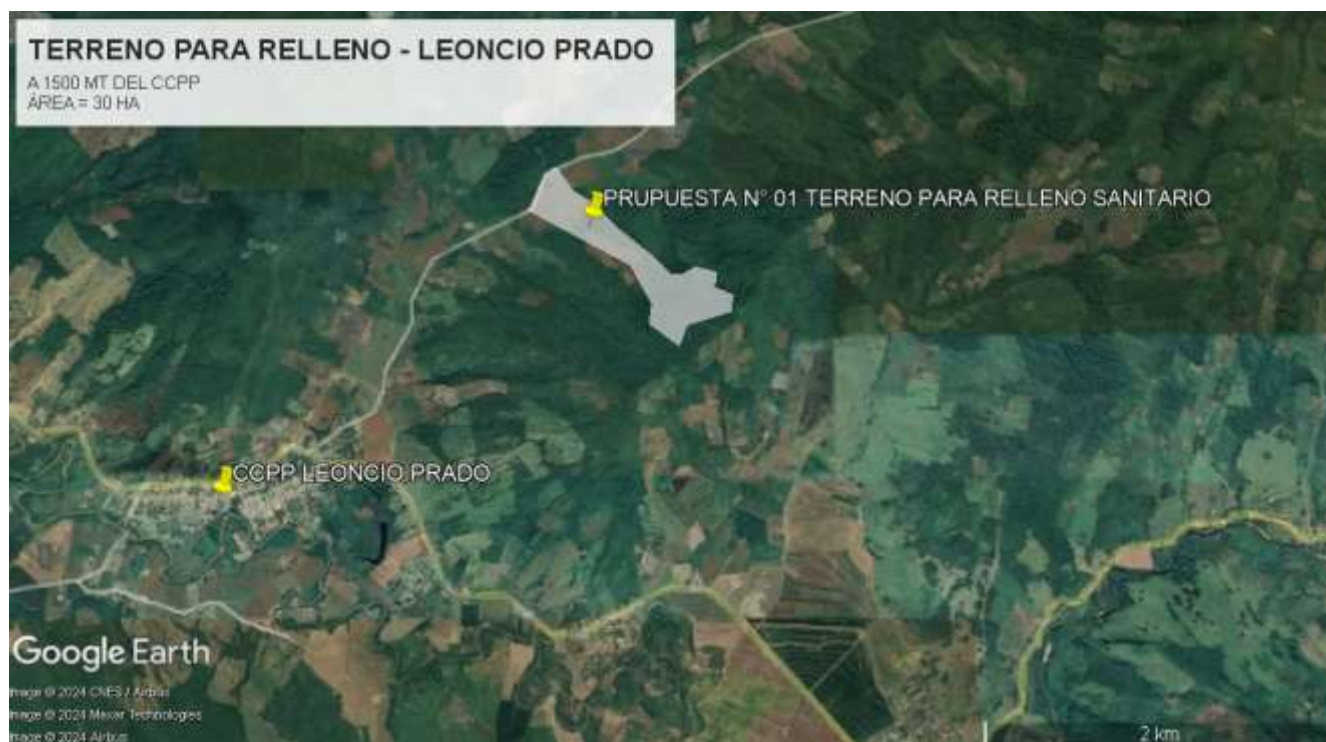 TERRENO PARA RELLENO - LEONCIO PRADO
A 1500 MT DEL CCPP
ÁREA = 30 HA
PRUPUESTA N° 01 TERRENO PARA RELLENO SANITARIO
CCPP LEONCIO PRADO
Google Earth
Image © 2024 CNES / Airbus
Image © 2024 Maxar Technologies
Image © 2024 Airbus
2 km